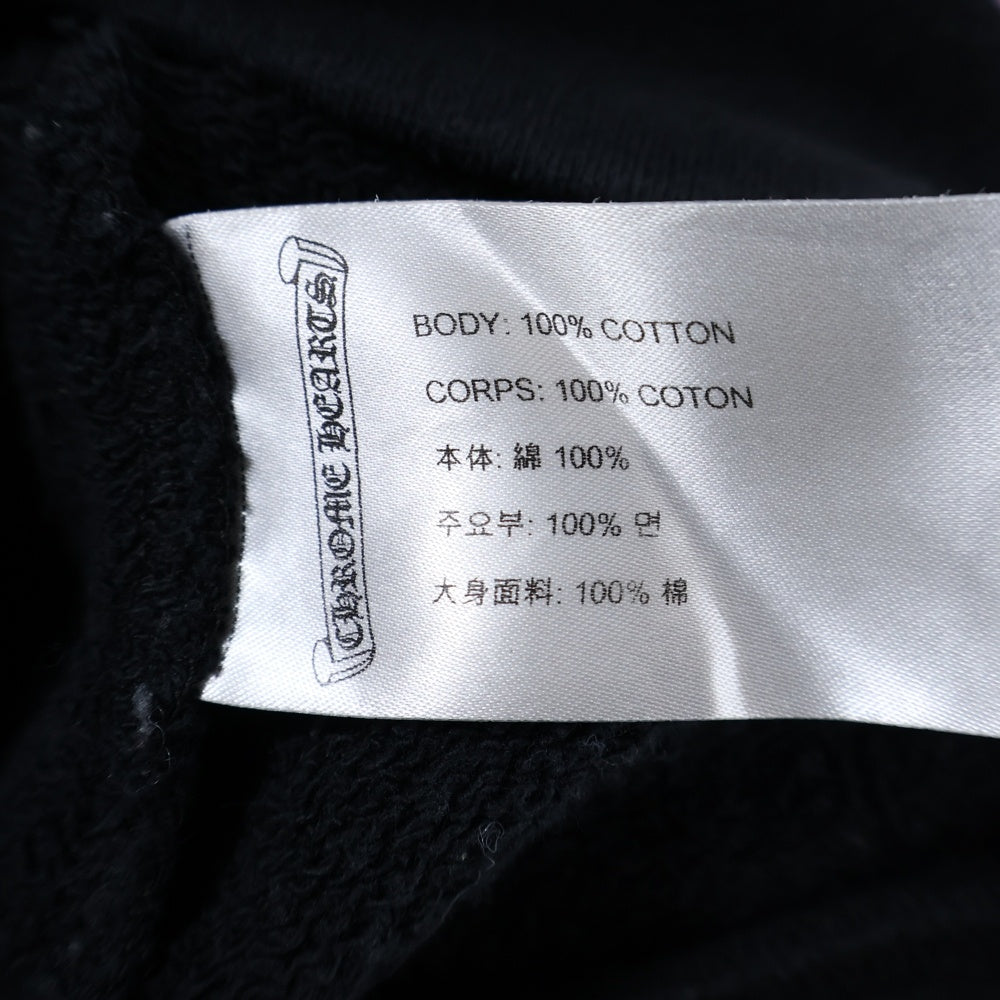 CHROME HEARTS
BODY: 100% COTTON
CORPS: 100% COTON
本体: 綿 100%
주요부: 100% 면
大身面料: 100% 棉